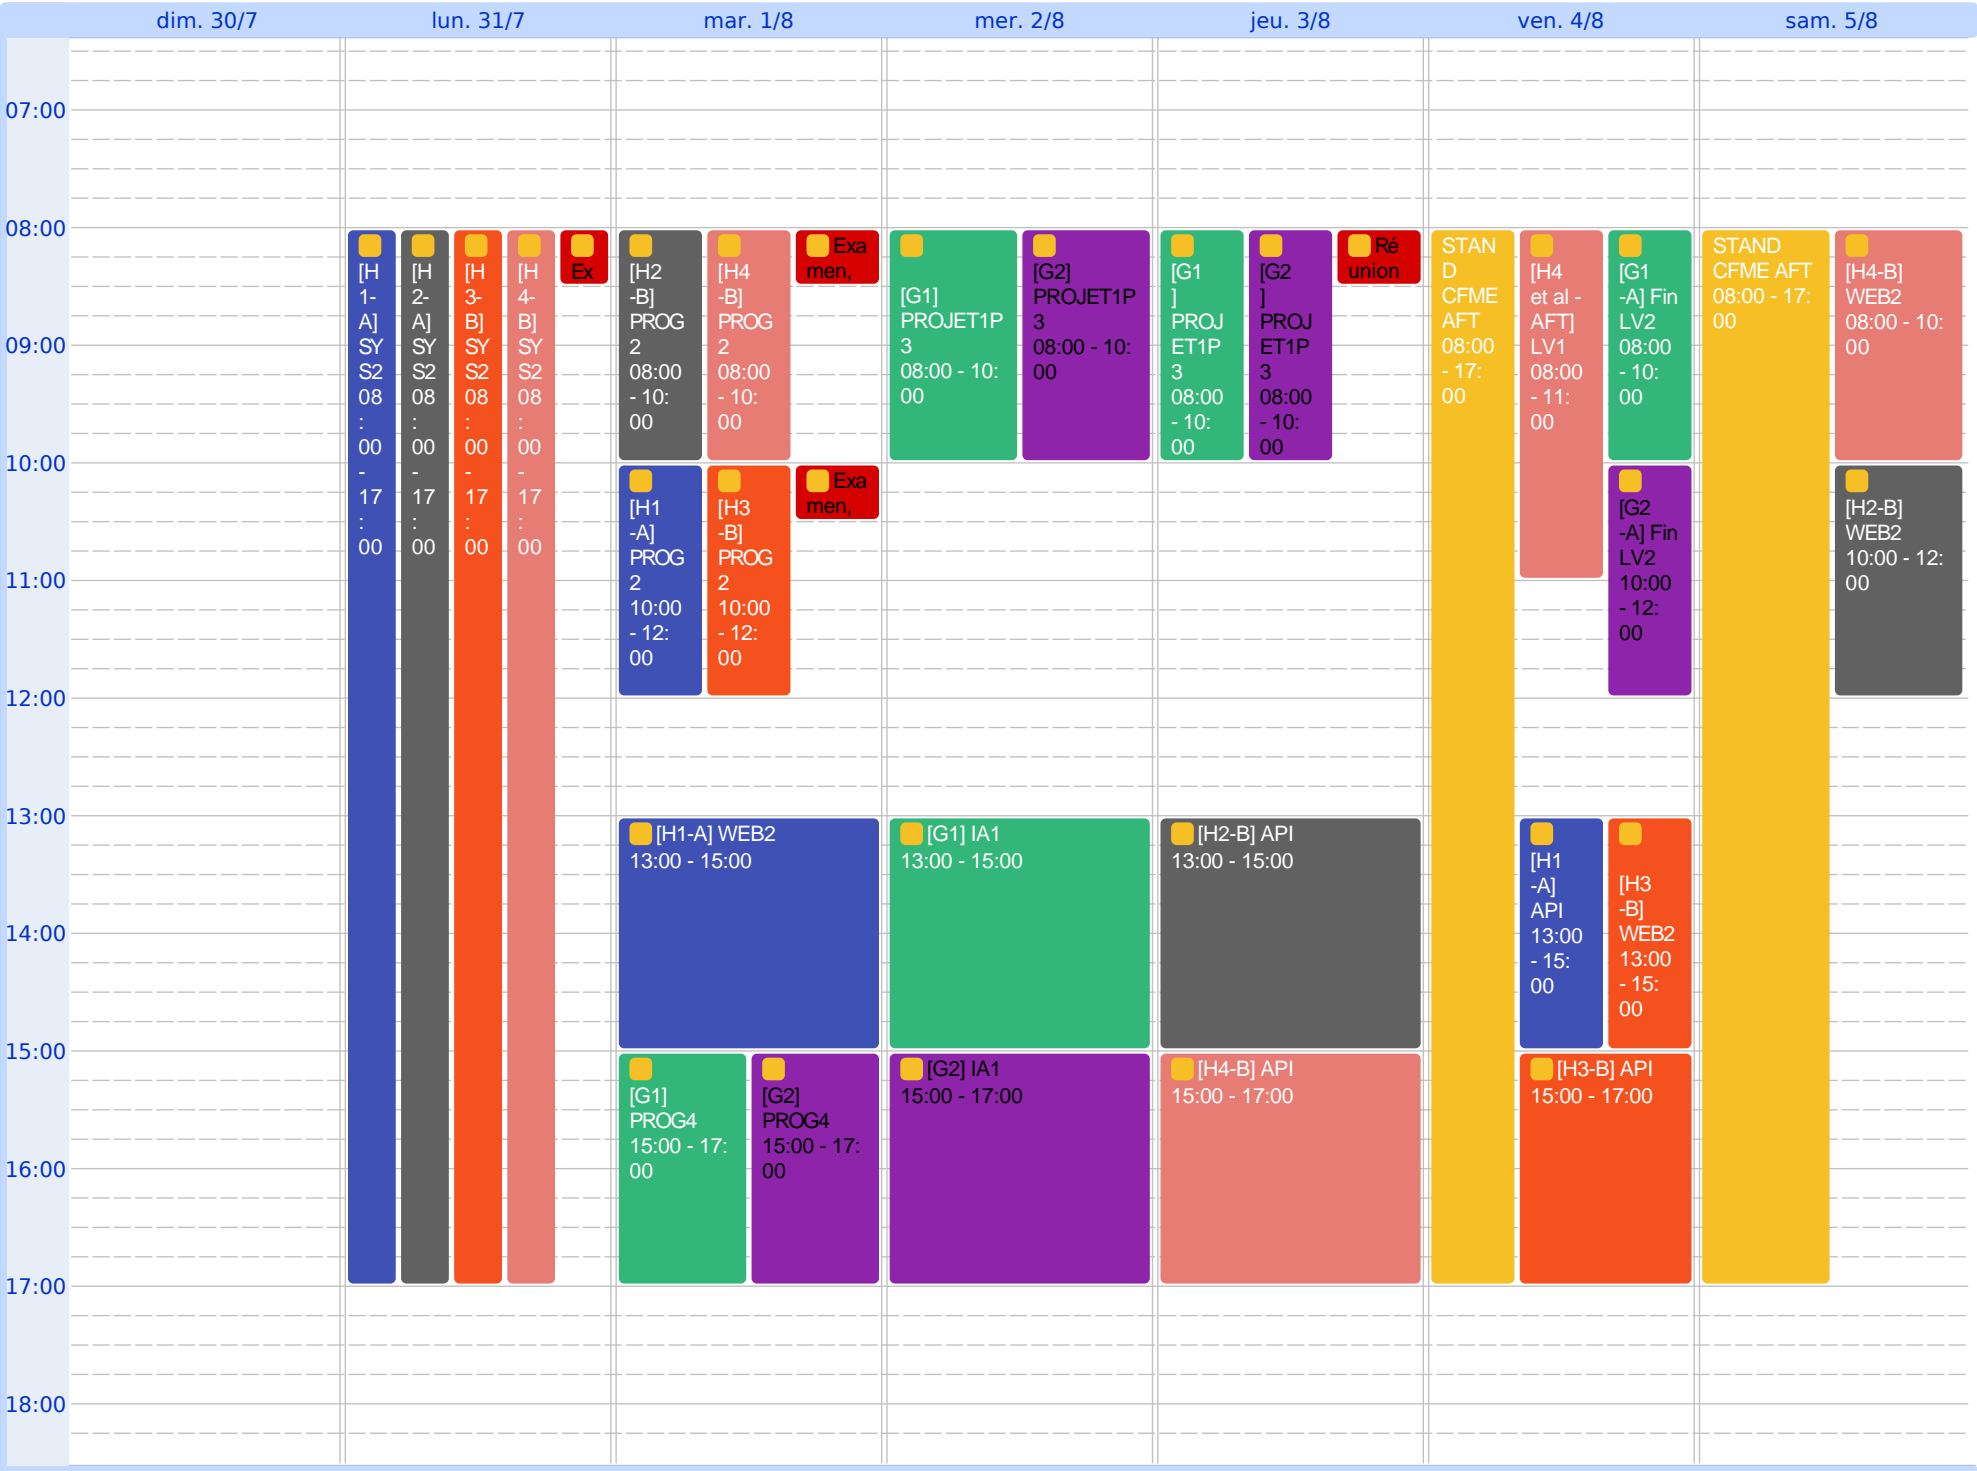 dim. 30/7
lun. 31/7
mar. 1/8
mer. 2/8
jeu. 3/8
ven. 4/8
sam. 5/8
07:00
08:00
09:00
10:00
11:00
12:00
13:00
14:00
15:00
16:00
17:00
18:00
[H
1-
A]
SY
S2
08
:
00
-
17
:
00
[H
2-
A]
SY
S2
08
:
00
-
17
:
00
[H
3-
B]
SY
S2
08
:
00
-
17
:
00
[H
4-
B]
SY
S2
08
:
00
-
17
:
00
Ex
[H2
-B]
PROG
2
08:00
- 10:
00
[H4
-B]
PROG
2
08:00
- 10:
00
Exa
men,
[H1
-A]
PROG
2
10:00
- 12:
00
[H3
-B]
PROG
2
10:00
- 12:
00
Exa
men,
[H1-A] WEB2
13:00 - 15:00
[G1]
PROG4
15:00 - 17:
00
[G2]
PROG4
15:00 - 17:
00
[G1]
PROJET1P
3
08:00 - 10:
00
[G2]
PROJET1P
3
08:00 - 10:
00
[G1] IA1
13:00 - 15:00
[G2] IA1
15:00 - 17:00
[G1
]
PROJ
ET1P
3
08:00
- 10:
00
[G2
]
PROJ
ET1P
3
08:00
- 10:
00
Ré
union
[H2-B] API
13:00 - 15:00
[H4-B] API
15:00 - 17:00
STAN
D
CFME
AFT
08:00
- 17:
00
[H4
et al -
AFT]
LV1
08:00
- 11:
00
[G1
-A] Fin
LV2
08:00
- 10:
00
[G2
-A] Fin
LV2
10:00
- 12:
00
[H1
-A]
API
13:00
- 15:
00
[H3
-B]
WEB2
13:00
- 15:
00
[H3-B] API
15:00 - 17:00
STAND
CFME AFT
08:00 - 17:
00
[H4-B]
WEB2
08:00 - 10:
00
[H2-B]
WEB2
10:00 - 12:
00